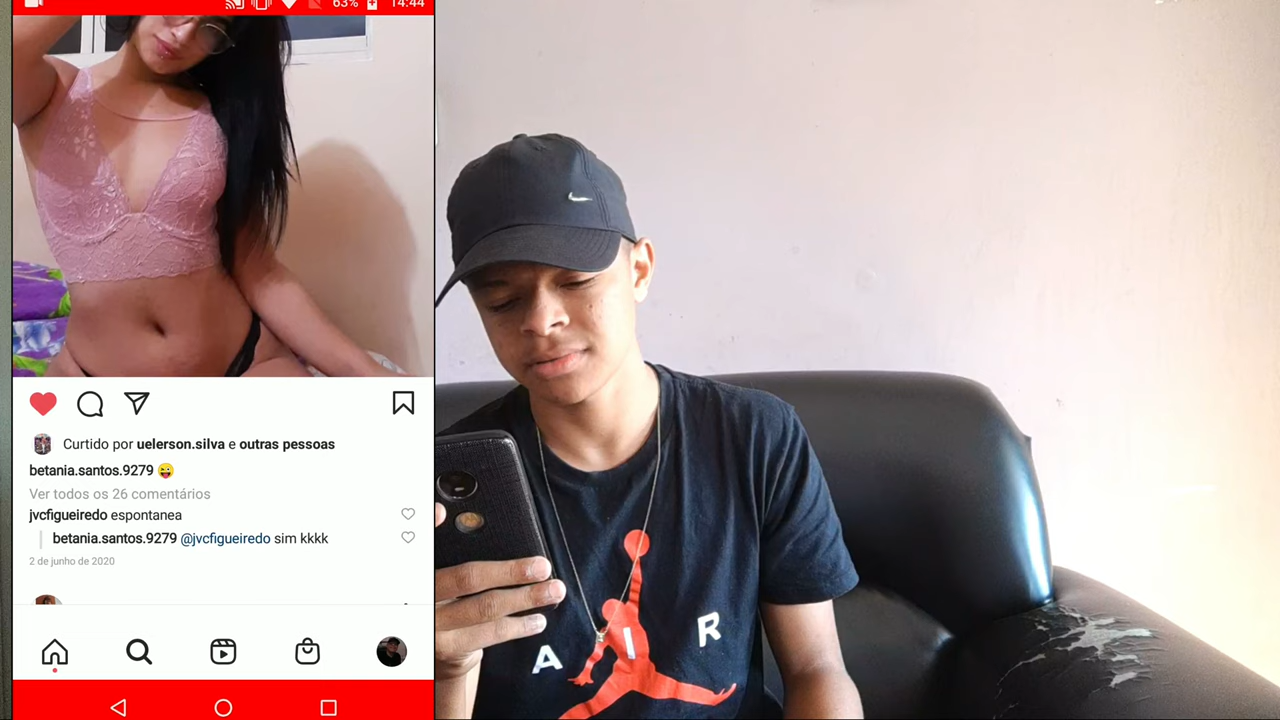 63% 14:44
Curtido por uelerson.silva e outras pessoas
betania.santos.9279 😜
Ver todos os 26 comentários
jvcfigueiredo espontanea
betania.santos.9279 @jvcfigueiredo sim kkkk
2 de junho de 2020
A I R